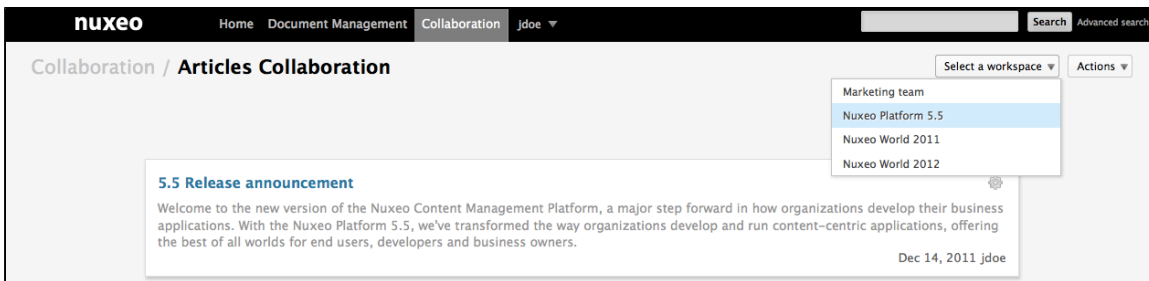 nuxeo Home Document Management Collaboration jdoe Search Advanced search
Collaboration / Articles Collaboration Select a workspace Actions
Marketing team
Nuxeo Platform 5.5
Nuxeo World 2011
Nuxeo World 2012
5.5 Release announcement
Welcome to the new version of the Nuxeo Content Management Platform, a major step forward in how organizations develop their business
applications. With the Nuxeo Platform 5.5, we've transformed the way organizations develop and run content-centric applications, offering
the best of all worlds for end users, developers and business owners.
Dec 14, 2011 jdoe